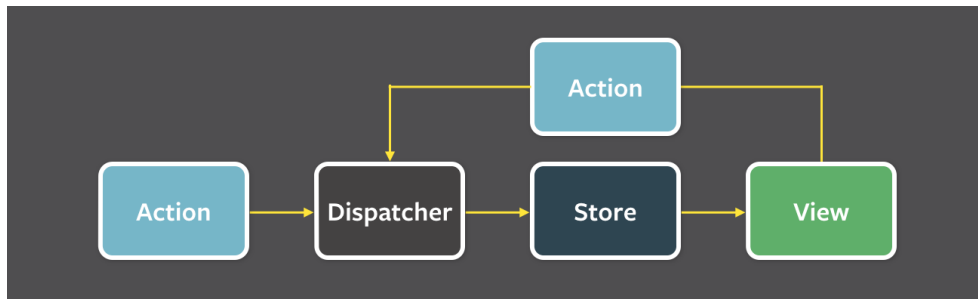 Action
Action
Dispatcher
Store
View